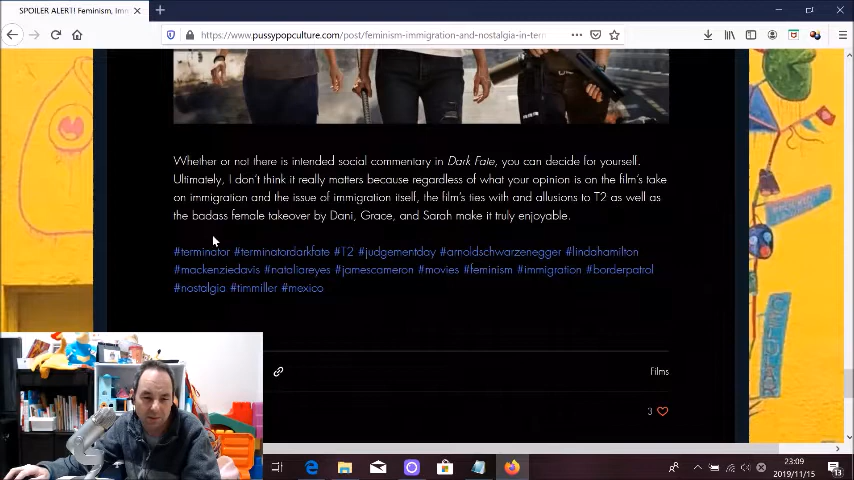 SPOILER ALERT! Feminism, Imm
https://www.pussypopculture.com/post/feminism-immigration-and-nostalgia-in-terr
Whether or not there is intended social commentary in Dark Fate, you can decide for yourself.
Ultimately, I don't think it really matters because regardless of what your opinion is on the film's take
on immigration and the issue of immigration itself, the film's ties with and allusions to T2 as well as
the badass female takeover by Dani, Grace, and Sarah make it truly enjoyable.
#terminator #terminatordarkfate #T2 #judgementday #arnoldschwarzenegger #lindahamilton
#mackenziedavis #nataliareyes #jamescameron #movies #feminism #immigration #borderpatrol
#nostalgia #timmiller #mexico
Films
3
23:09
2019/11/15
13